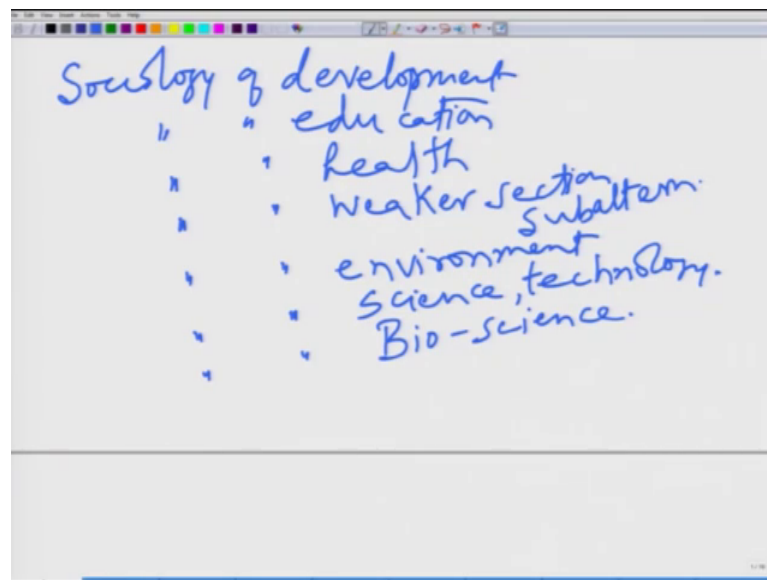 Sociology of development
" " education
" " health
" " weaker section
subaltern.
" " environment
" " science, technology.
" " Bio-science.